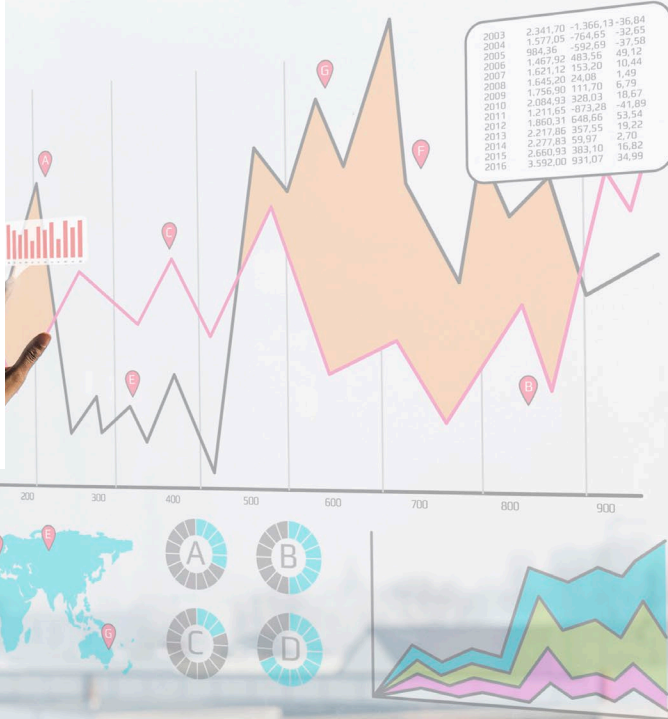 2003 2.341,70 -1.366,13 -36,84
2004 1.577,05 -764,65 -32,65
2005 984,36 -592,69 -37,58
2006 1.467,92 483,56 49,12
2007 1.621,12 153,20 10,44
2008 1.645,20 24,08 1,49
2009 1.756,90 111,70 6,79
2010 2.084,93 328,03 18,67
2011 1.211,65 -873,28 -41,89
2012 1.860,31 648,66 53,54
2013 2.217,86 357,55 19,22
2014 2.277,83 59,97 2,70
2015 2.660,93 383,10 16,82
2016 3.592,00 931,07 34,99
G
A
F
C
E
B
200 300 400 500 600 700 800 900
E
G
A B
C D